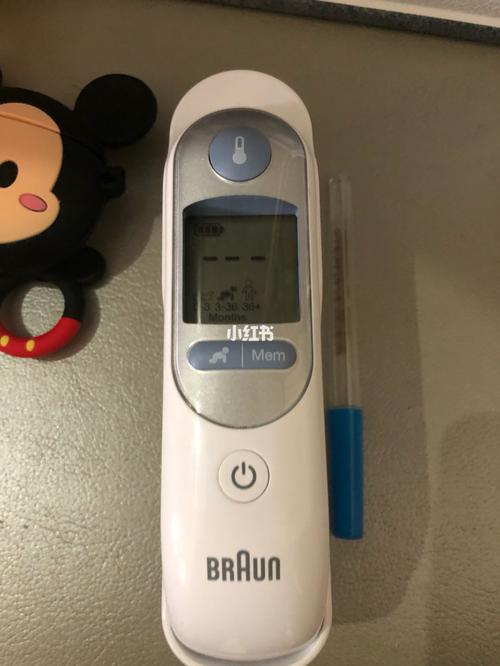 - - -
0-3 3-36 36+
Months
小红书
Mem
BRAUN